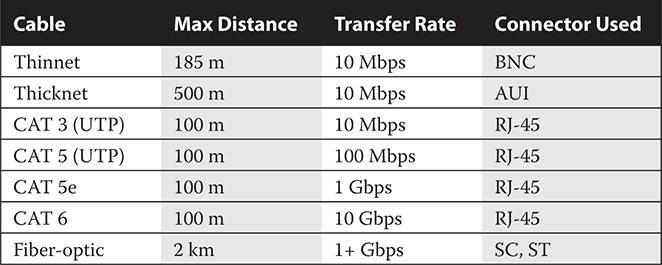 Cable Max Distance Transfer Rate Connector Used
Thinnet 185 m 10 Mbps BNC
Thicknet 500 m 10 Mbps AUI
CAT 3 (UTP) 100 m 10 Mbps RJ-45
CAT 5 (UTP) 100 m 100 Mbps RJ-45
CAT 5e 100 m 1 Gbps RJ-45
CAT 6 100 m 10 Gbps RJ-45
Fiber-optic 2 km 1+ Gbps SC, ST